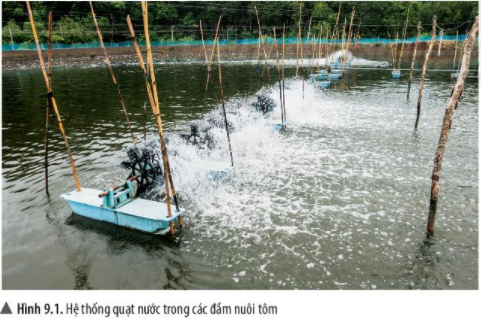 ▲ Hình 9.1. Hệ thống quạt nước trong các đầm nuôi tôm